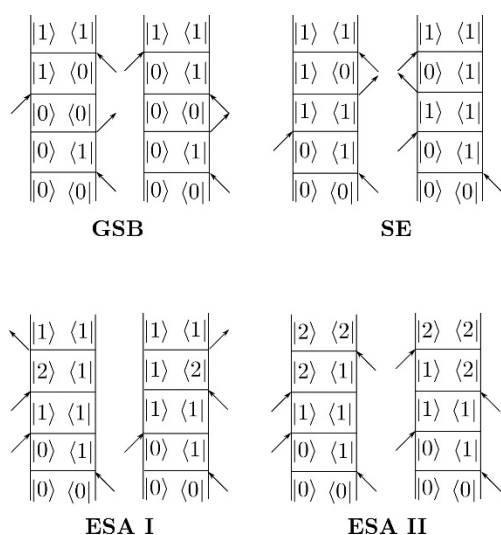 |1⟩ ⟨1| |1⟩ ⟨1| |1⟩ ⟨1| |1⟩ ⟨1|
|1⟩ ⟨0| |0⟩ ⟨1| |1⟩ ⟨0| |0⟩ ⟨1|
|0⟩ ⟨0| |0⟩ ⟨0| |1⟩ ⟨1| |1⟩ ⟨1|
|0⟩ ⟨1| |0⟩ ⟨1| |0⟩ ⟨1| |0⟩ ⟨1|
|0⟩ ⟨0| |0⟩ ⟨0| |0⟩ ⟨0| |0⟩ ⟨0|
GSB SE
|1⟩ ⟨1| |1⟩ ⟨1| |2⟩ ⟨2| |2⟩ ⟨2|
|2⟩ ⟨1| |1⟩ ⟨2| |2⟩ ⟨1| |1⟩ ⟨2|
|1⟩ ⟨1| |1⟩ ⟨1| |1⟩ ⟨1| |1⟩ ⟨1|
|0⟩ ⟨1| |0⟩ ⟨1| |0⟩ ⟨1| |0⟩ ⟨1|
|0⟩ ⟨0| |0⟩ ⟨0| |0⟩ ⟨0| |0⟩ ⟨0|
ESA I ESA II